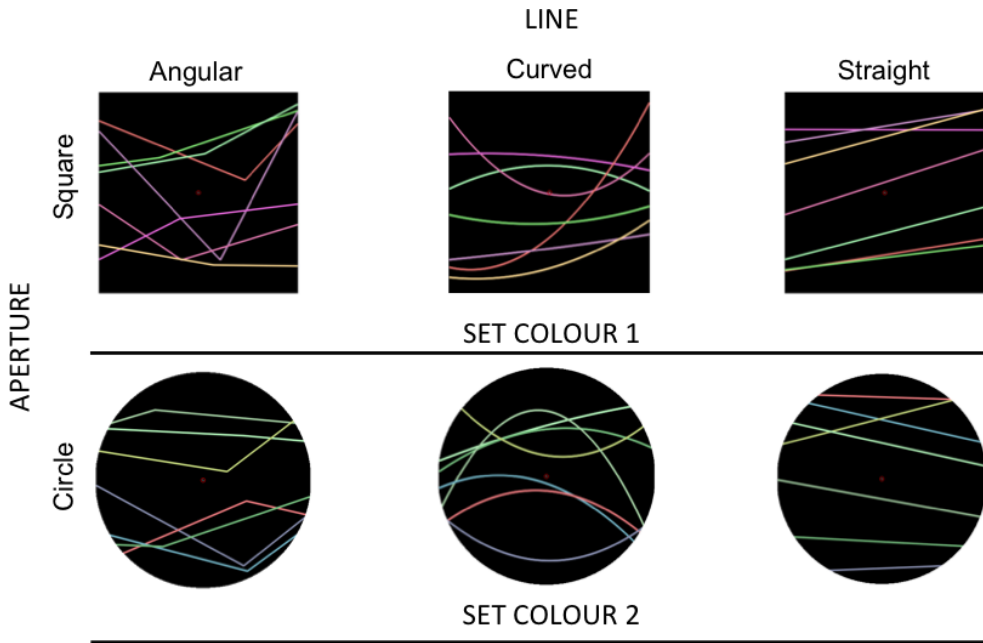 LINE
Angular
Curved
Straight
APERTURE
Square
SET COLOUR 1
Circle
SET COLOUR 2